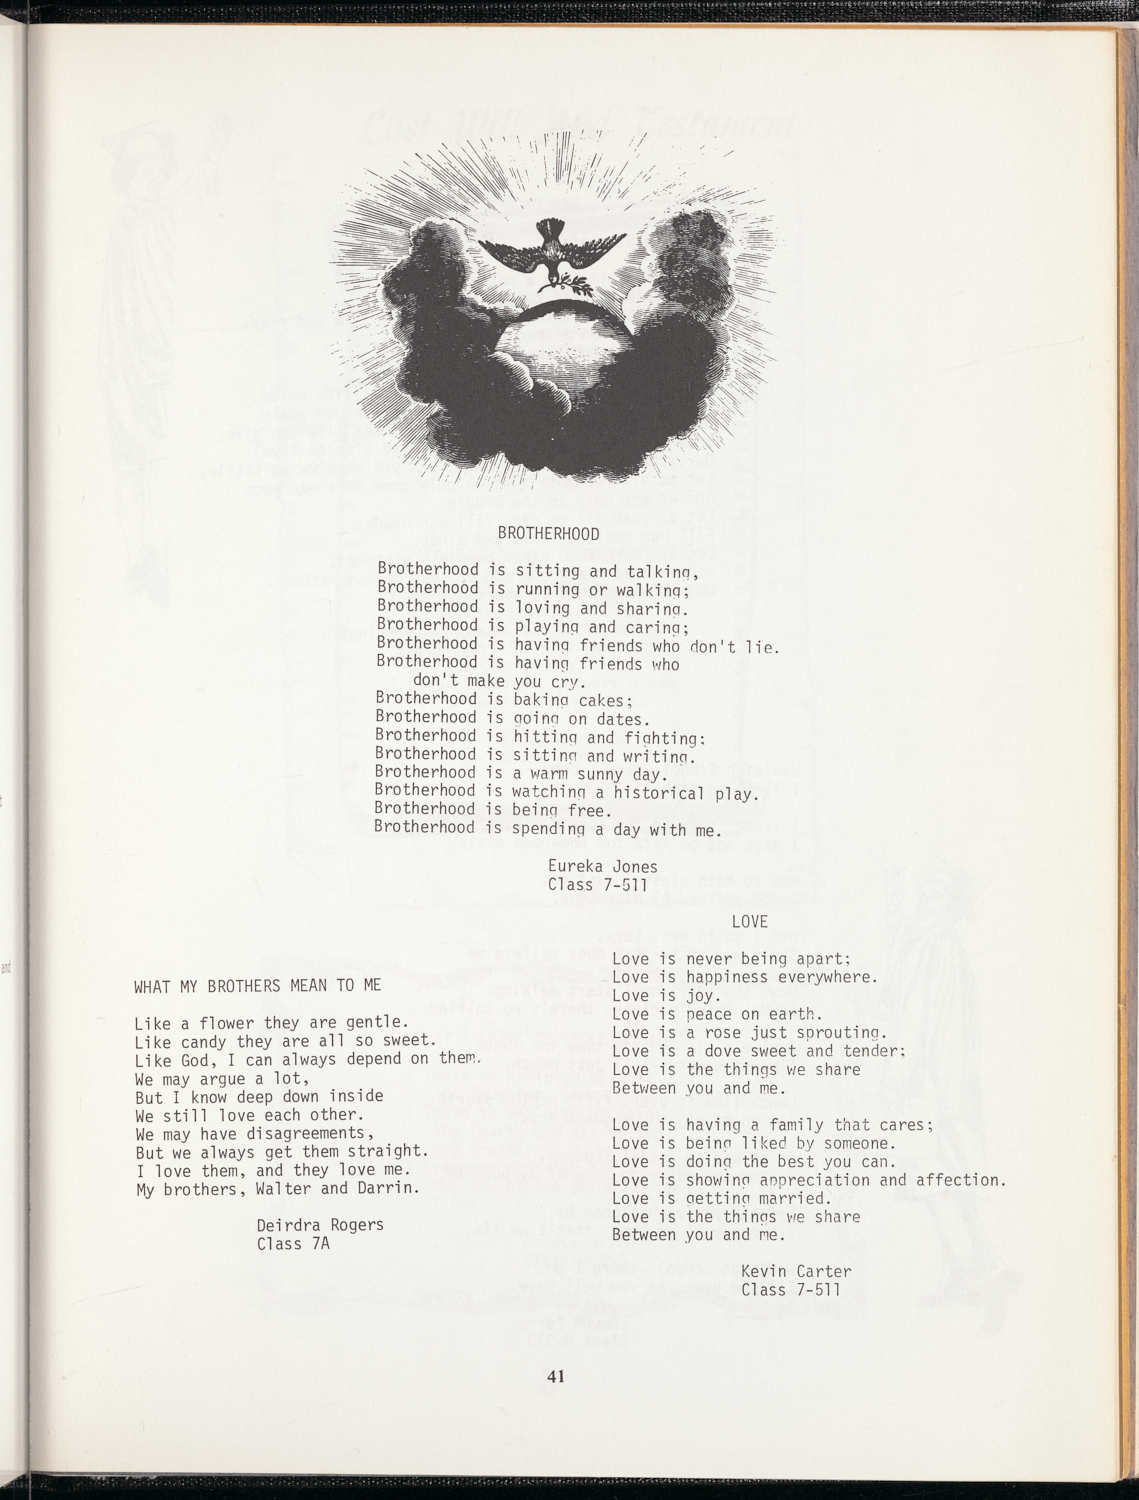 BROTHERHOOD
Brotherhood is sitting and talking,
Brotherhood is running or walking;
Brotherhood is loving and sharing.
Brotherhood is playing and caring;
Brotherhood is having friends who don't lie.
Brotherhood is having friends who
don't make you cry.
Brotherhood is baking cakes;
Brotherhood is going on dates.
Brotherhood is hitting and fighting;
Brotherhood is sitting and writing.
Brotherhood is a warm sunny day.
Brotherhood is watching a historical play.
Brotherhood is being free.
Brotherhood is spending a day with me.
Eureka Jones
Class 7-511
WHAT MY BROTHERS MEAN TO ME
Like a flower they are gentle.
Like candy they are all so sweet.
Like God, I can always depend on them.
We may argue a lot,
But I know deep down inside
We still love each other.
We may have disagreements,
But we always get them straight.
I love them, and they love me.
My brothers, Walter and Darrin.
Deirdra Rogers
Class 7A
LOVE
Love is never being apart;
Love is happiness everywhere.
Love is joy.
Love is peace on earth.
Love is a rose just sprouting.
Love is a dove sweet and tender;
Love is the things we share
Between you and me.
Love is having a family that cares;
Love is being liked by someone.
Love is doing the best you can.
Love is showing appreciation and affection.
Love is getting married.
Love is the things we share
Between you and me.
Kevin Carter
Class 7-511
41